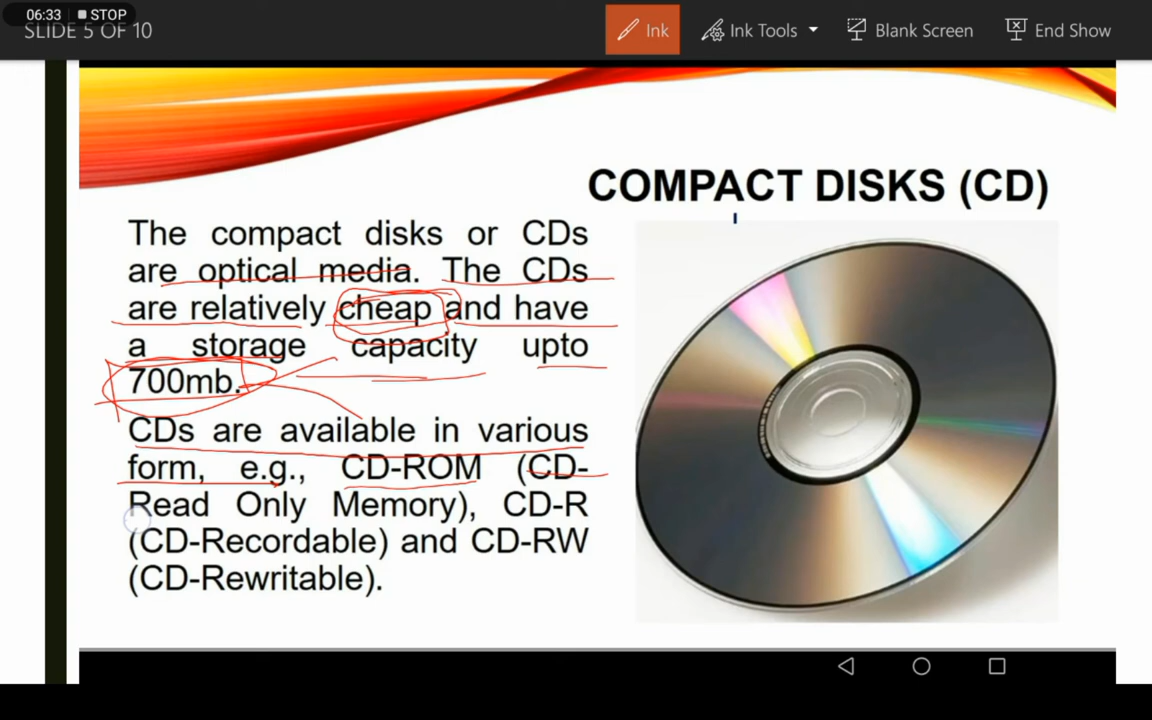 06:33 STOP
SLIDE 5 OF 10
Ink
Ink Tools
Blank Screen
End Show
COMPACT DISKS (CD)
The compact disks or CDs
are optical media. The CDs
are relatively cheap and have
a storage capacity upto
700mb.
CDs are available in various
form, e.g., CD-ROM (CD-
Read Only Memory), CD-R
(CD-Recordable) and CD-RW
(CD-Rewritable).